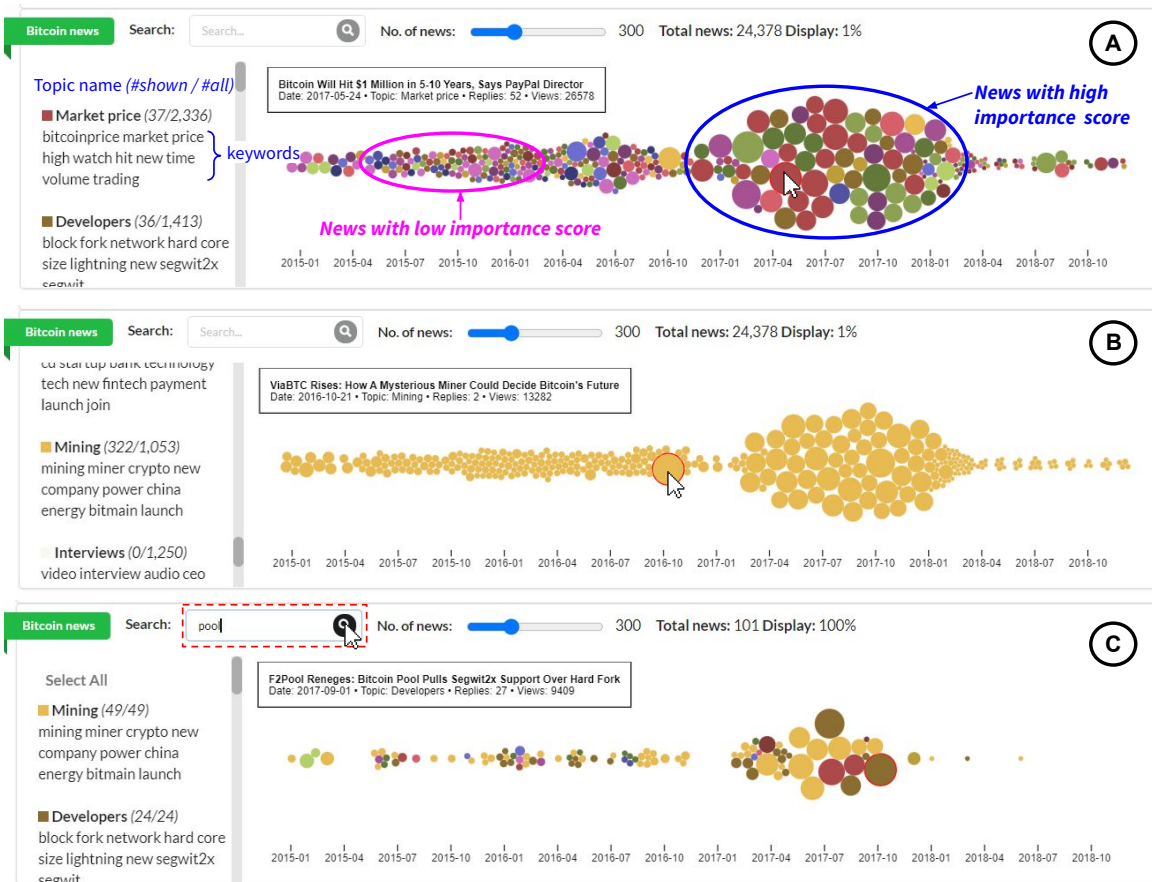 Bitcoin news Search: Search... No. of news: 300 Total news: 24,378 Display: 1%
A
Topic name (#shown / #all)
Market price (37/2,336)
bitcoinprice market price
high watch hit new time
volume trading
keywords
Developers (36/1,413)
block fork network hard core
size lightning new segwit2x
segwit
Bitcoin Will Hit $1 Million in 5-10 Years, Says PayPal Director
Date: 2017-05-24 • Topic: Market price • Replies: 52 • Views: 26578
News with high
importance score
News with low importance score
2015-01 2015-04 2015-07 2015-10 2016-01 2016-04 2016-07 2016-10 2017-01 2017-04 2017-07 2017-10 2018-01 2018-04 2018-07 2018-10
Bitcoin news Search: Search... No. of news: 300 Total news: 24,378 Display: 1%
B
cd startup bank technology
tech new fintech payment
launch join
Mining (322/1,053)
mining miner crypto new
company power china
energy bitmain launch
Interviews (0/1,250)
video interview audio ceo
ViaBTC Rises: How A Mysterious Miner Could Decide Bitcoin's Future
Date: 2016-10-21 • Topic: Mining • Replies: 2 • Views: 13282
2015-01 2015-04 2015-07 2015-10 2016-01 2016-04 2016-07 2016-10 2017-01 2017-04 2017-07 2017-10 2018-01 2018-04 2018-07 2018-10
Bitcoin news Search: pool No. of news: 300 Total news: 101 Display: 100%
C
Select All
Mining (49/49)
mining miner crypto new
company power china
energy bitmain launch
Developers (24/24)
block fork network hard core
size lightning new segwit2x
segwit
F2Pool Reneges: Bitcoin Pool Pulls Segwit2x Support Over Hard Fork
Date: 2017-09-01 • Topic: Developers • Replies: 27 • Views: 9409
2015-01 2015-04 2015-07 2015-10 2016-01 2016-04 2016-07 2016-10 2017-01 2017-04 2017-07 2017-10 2018-01 2018-04 2018-07 2018-10